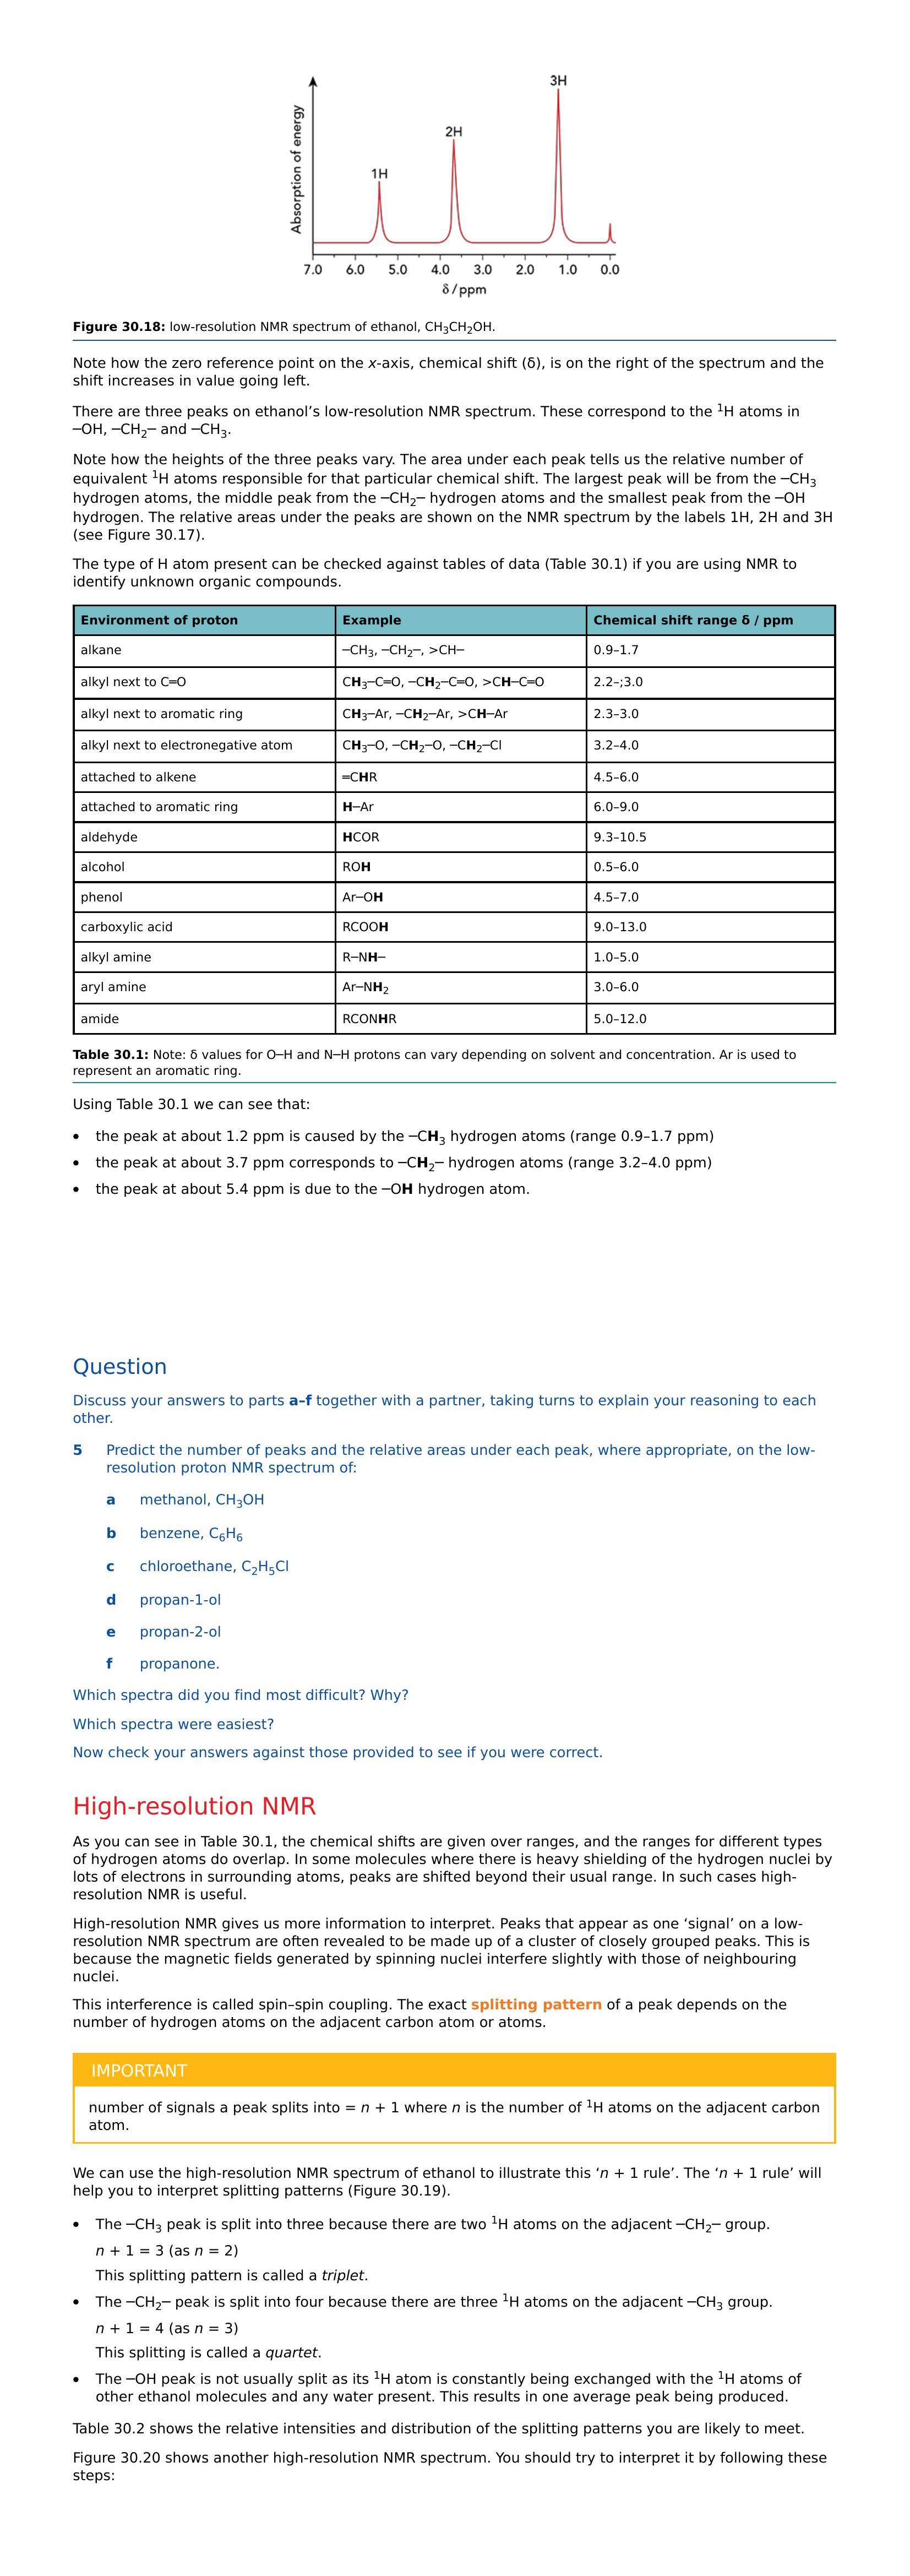 3H
2H
1H
Absorption of energy
7.0 6.0 5.0 4.0 3.0 2.0 1.0 0.0
δ/ppm
Figure 30.18: low-resolution NMR spectrum of ethanol, CH₃CH₂OH.
Note how the zero reference point on the x-axis, chemical shift (δ), is on the right of the spectrum and the
shift increases in value going left.
There are three peaks on ethanol’s low-resolution NMR spectrum. These correspond to the ¹H atoms in
─OH, ─CH₂─ and ─CH₃.
Note how the heights of the three peaks vary. The area under each peak tells us the relative number of
equivalent ¹H atoms responsible for that particular chemical shift. The largest peak will be from the ─CH₃
hydrogen atoms, the middle peak from the ─CH₂─ hydrogen atoms and the smallest peak from the ─OH
hydrogen. The relative areas under the peaks are shown on the NMR spectrum by the labels 1H, 2H and 3H
(see Figure 30.17).
The type of H atom present can be checked against tables of data (Table 30.1) if you are using NMR to
identify unknown organic compounds.
Environment of proton Example Chemical shift range δ / ppm
alkane ─CH₃, ─CH₂─, >CH─ 0.9–1.7
alkyl next to C═O CH₃─C═O, ─CH₂─C═O, >CH─C═O 2.2–;3.0
alkyl next to aromatic ring CH₃─Ar, ─CH₂─Ar, >CH─Ar 2.3–3.0
alkyl next to electronegative atom CH₃─O, ─CH₂─O, ─CH₂─Cl 3.2–4.0
attached to alkene ═CHR 4.5–6.0
attached to aromatic ring H─Ar 6.0–9.0
aldehyde HCOR 9.3–10.5
alcohol ROH 0.5–6.0
phenol Ar─OH 4.5–7.0
carboxylic acid RCOOH 9.0–13.0
alkyl amine R─NH─ 1.0–5.0
aryl amine Ar─NH₂ 3.0–6.0
amide RCONHR 5.0–12.0
Table 30.1: Note: δ values for O─H and N─H protons can vary depending on solvent and concentration. Ar is used to
represent an aromatic ring.
Using Table 30.1 we can see that:
• the peak at about 1.2 ppm is caused by the ─CH₃ hydrogen atoms (range 0.9–1.7 ppm)
• the peak at about 3.7 ppm corresponds to ─CH₂─ hydrogen atoms (range 3.2–4.0 ppm)
• the peak at about 5.4 ppm is due to the ─OH hydrogen atom.
Question
Discuss your answers to parts a–f together with a partner, taking turns to explain your reasoning to each
other.
5 Predict the number of peaks and the relative areas under each peak, where appropriate, on the low-
resolution proton NMR spectrum of:
a methanol, CH₃OH
b benzene, C₆H₆
c chloroethane, C₂H₅Cl
d propan-1-ol
e propan-2-ol
f propanone.
Which spectra did you find most difficult? Why?
Which spectra were easiest?
Now check your answers against those provided to see if you were correct.
High-resolution NMR
As you can see in Table 30.1, the chemical shifts are given over ranges, and the ranges for different types
of hydrogen atoms do overlap. In some molecules where there is heavy shielding of the hydrogen nuclei by
lots of electrons in surrounding atoms, peaks are shifted beyond their usual range. In such cases high-
resolution NMR is useful.
High-resolution NMR gives us more information to interpret. Peaks that appear as one ‘signal’ on a low-
resolution NMR spectrum are often revealed to be made up of a cluster of closely grouped peaks. This is
because the magnetic fields generated by spinning nuclei interfere slightly with those of neighbouring
nuclei.
This interference is called spin–spin coupling. The exact splitting pattern of a peak depends on the
number of hydrogen atoms on the adjacent carbon atom or atoms.
IMPORTANT
number of signals a peak splits into = n + 1 where n is the number of ¹H atoms on the adjacent carbon
atom.
We can use the high-resolution NMR spectrum of ethanol to illustrate this ‘n + 1 rule’. The ‘n + 1 rule’ will
help you to interpret splitting patterns (Figure 30.19).
• The ─CH₃ peak is split into three because there are two ¹H atoms on the adjacent ─CH₂─ group.
n + 1 = 3 (as n = 2)
This splitting pattern is called a triplet.
• The ─CH₂─ peak is split into four because there are three ¹H atoms on the adjacent ─CH₃ group.
n + 1 = 4 (as n = 3)
This splitting is called a quartet.
• The ─OH peak is not usually split as its ¹H atom is constantly being exchanged with the ¹H atoms of
other ethanol molecules and any water present. This results in one average peak being produced.
Table 30.2 shows the relative intensities and distribution of the splitting patterns you are likely to meet.
Figure 30.20 shows another high-resolution NMR spectrum. You should try to interpret it by following these
steps: